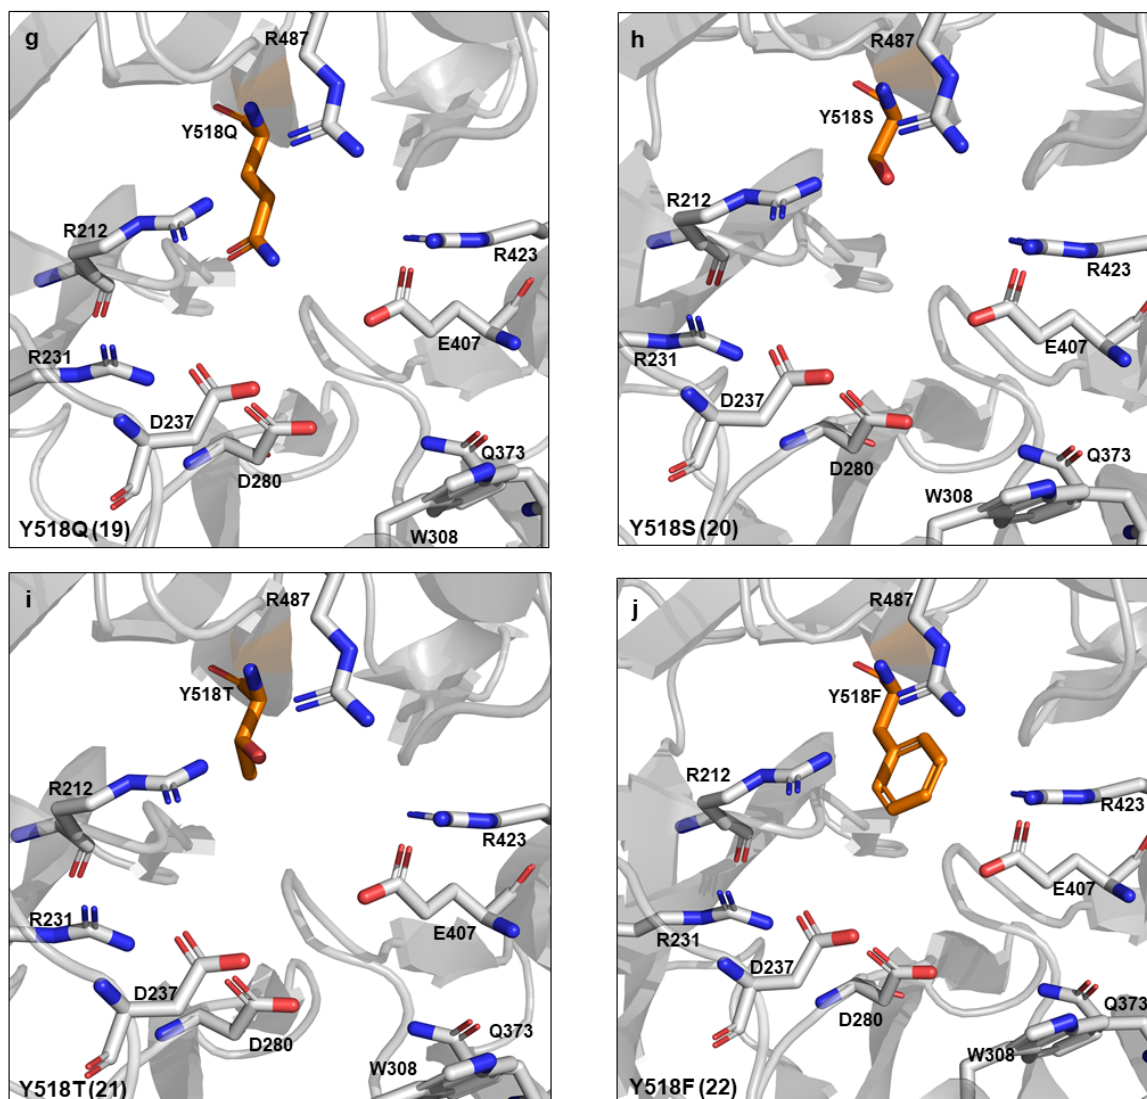 g
R487
Y518Q
R212
R423
E407
R231
D237
D280
Q373
W308
Y518Q (19)
h
R487
Y518S
R212
R423
E407
R231
D237
D280
Q373
W308
Y518S (20)
i
R487
Y518T
R212
R423
E407
R231
D237
D280
Q373
W308
Y518T (21)
j
R487
Y518F
R212
R423
E407
R231
D237
D280
Q373
W308
Y518F (22)